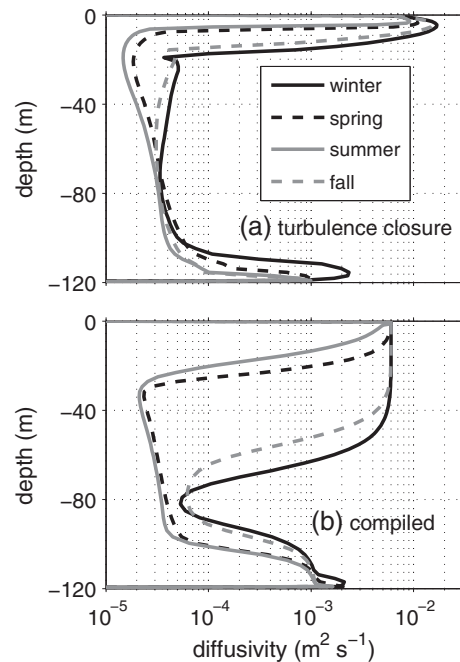 0
−40
−80
−120
depth (m)
winter
spring
summer
fall
(a) turbulence closure
0
−40
−80
−120
depth (m)
(b) compiled
10−5
10−4
10−3
10−2
diffusivity (m2 s−1)